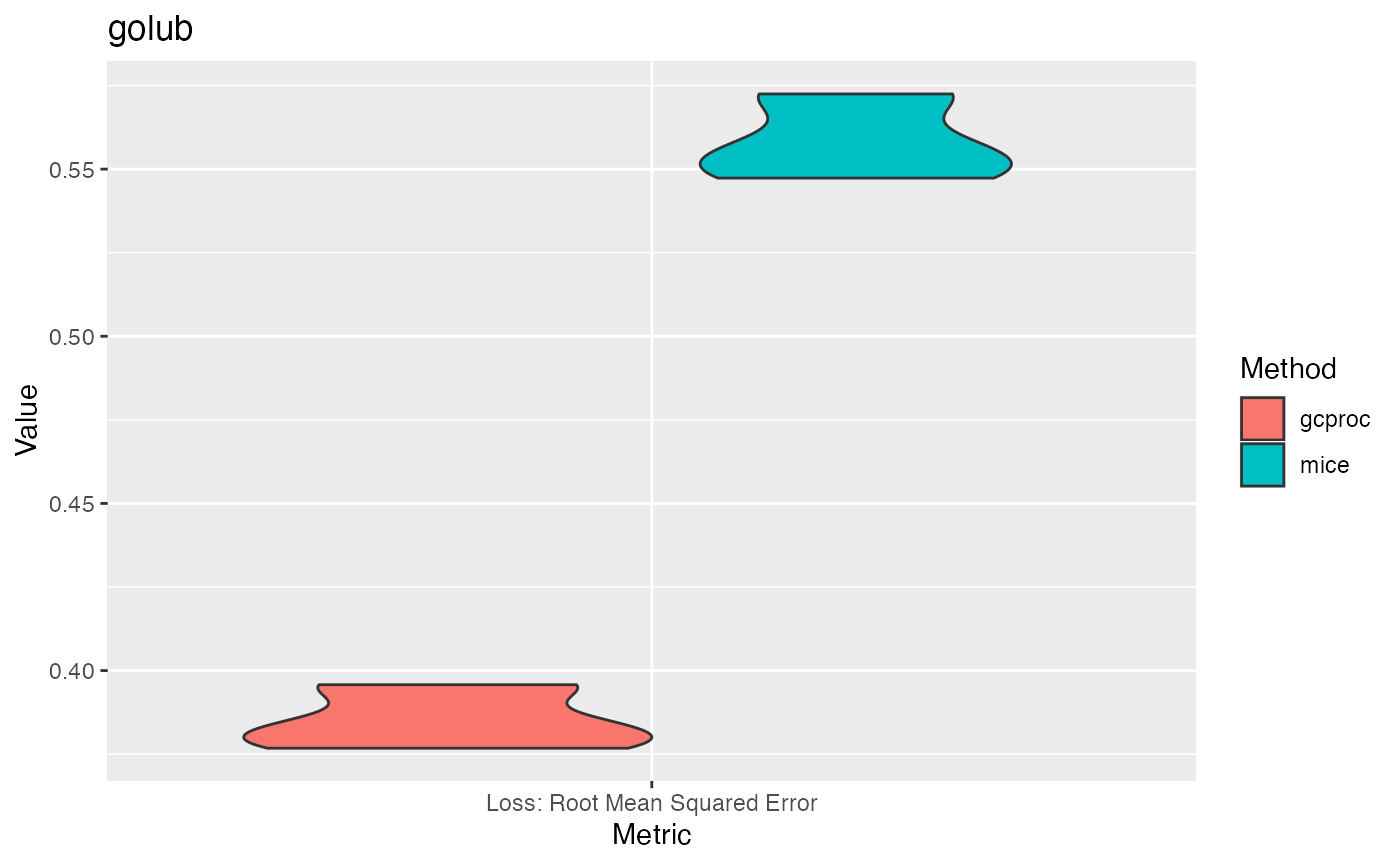 golub
Value
0.55
0.50
0.45
0.40
Loss: Root Mean Squared Error
Metric
Method
gcproc
mice